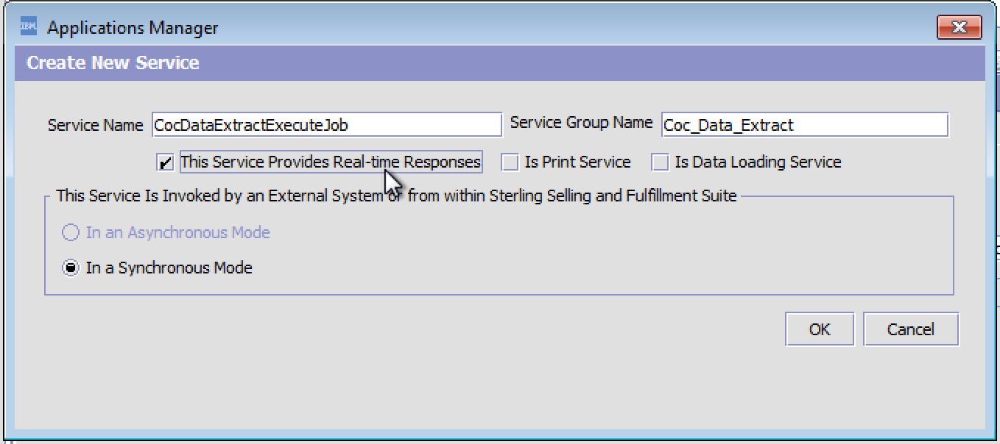 IBM Applications Manager
Create New Service
Service Name CocDataExtractExecuteJob Service Group Name Coc_Data_Extract
This Service Provides Real-time Responses Is Print Service Is Data Loading Service
This Service Is Invoked by an External System or from within Sterling Selling and Fulfillment Suite
In an Asynchronous Mode
In a Synchronous Mode
OK Cancel